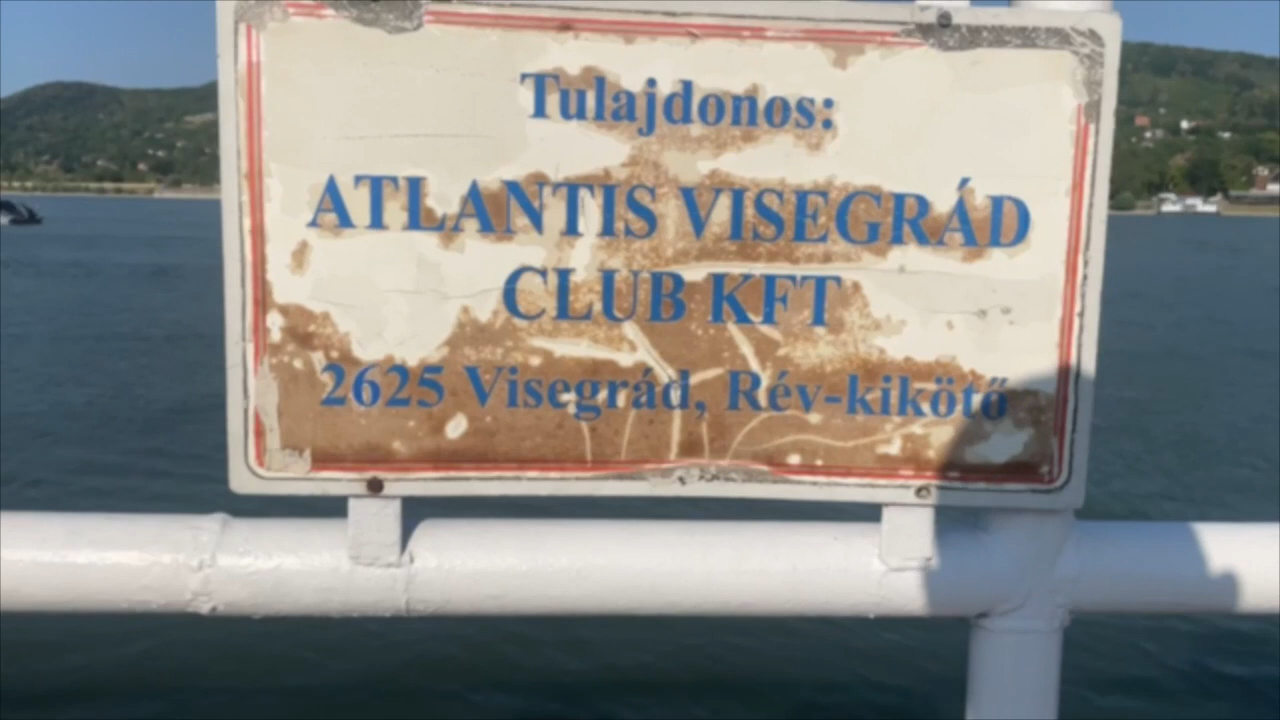 Tulajdonos:
ATLANTIS VISEGRÁD
CLUB KFT
2625 Visegrád, Rév-kikötő